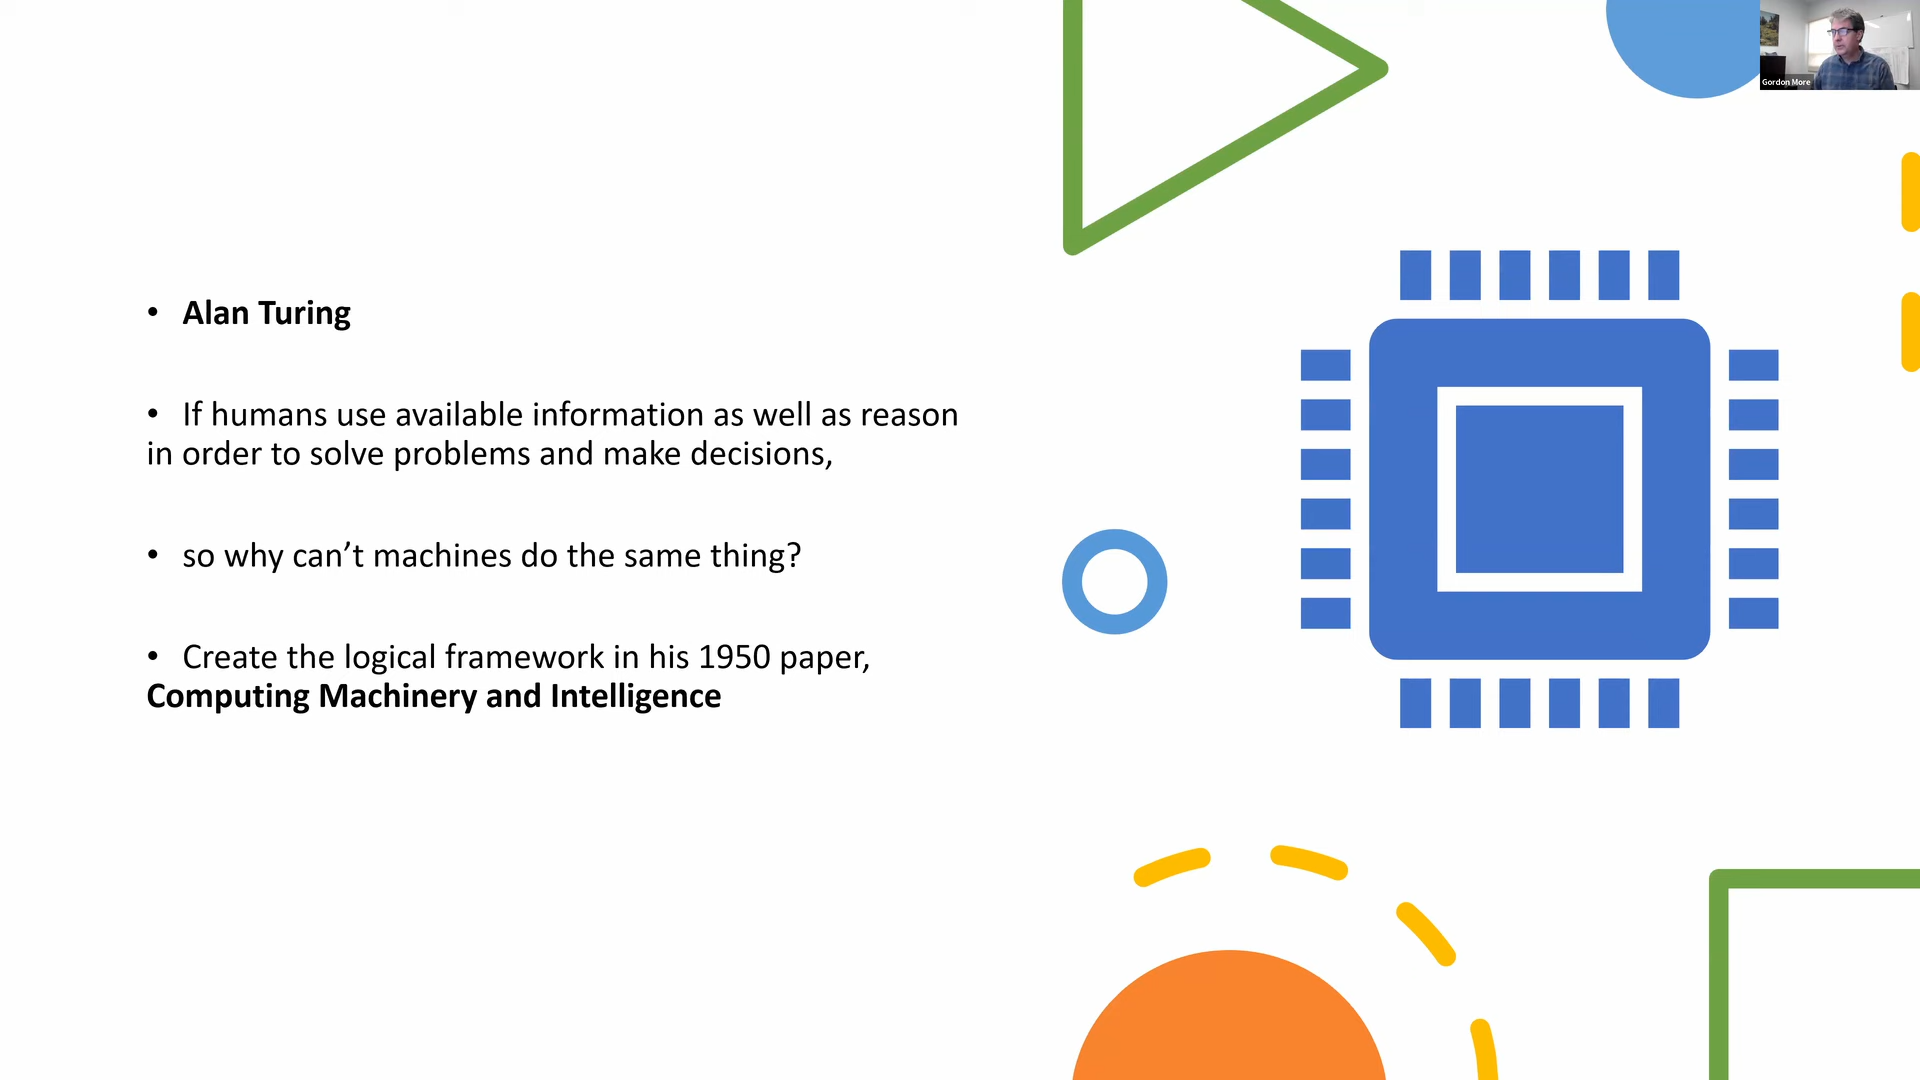 Gordon More
• Alan Turing
• If humans use available information as well as reason
in order to solve problems and make decisions,
• so why can’t machines do the same thing?
• Create the logical framework in his 1950 paper,
Computing Machinery and Intelligence